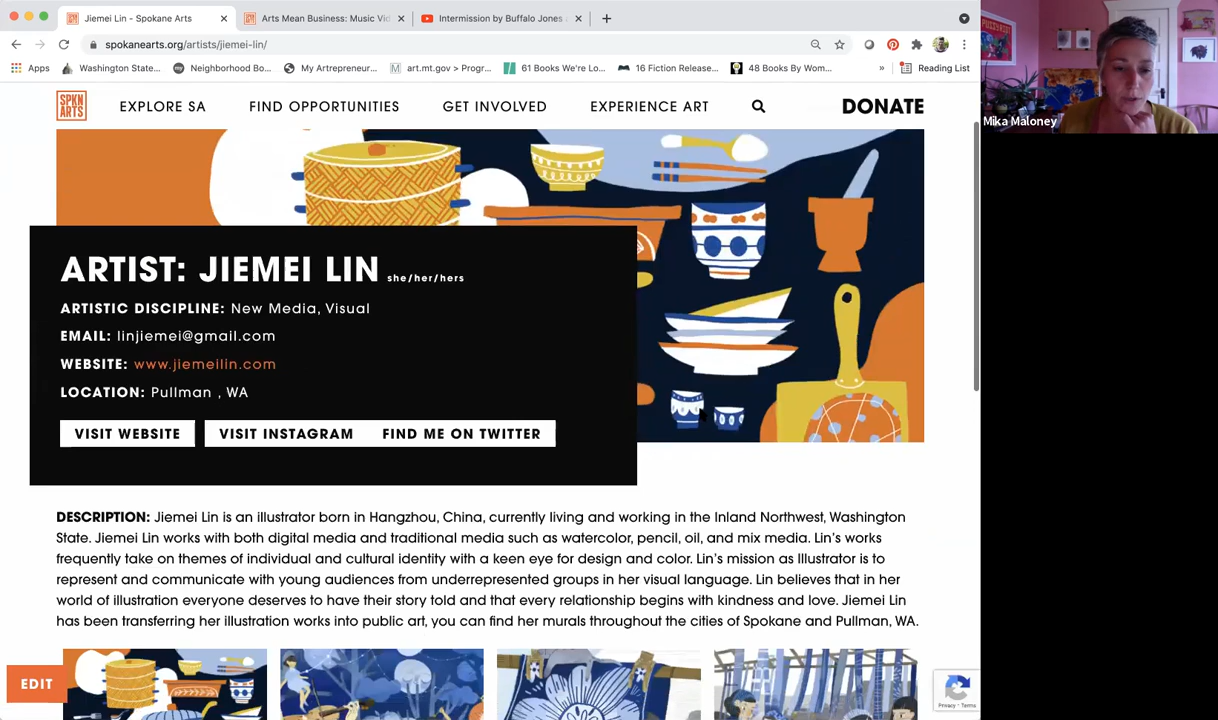 Jiemei Lin - Spokane Arts
Arts Mean Business: Music Vid
Intermission by Buffalo Jones
spokanearts.org/artists/jiemei-lin/
Apps
Washington State...
Neighborhood Bo...
My Artrepreneur...
art.mt.gov > Progr...
61 Books We're Lo...
16 Fiction Release...
48 Books By Wom...
»
Reading List
Mika Maloney
SPKN
ARTS
EXPLORE SA
FIND OPPORTUNITIES
GET INVOLVED
EXPERIENCE ART
DONATE
ARTIST: JIEMEI LIN she/her/hers
ARTISTIC DISCIPLINE: New Media, Visual
EMAIL: linjiemei@gmail.com
WEBSITE: www.jiemeilin.com
LOCATION: Pullman , WA
VISIT WEBSITE
VISIT INSTAGRAM
FIND ME ON TWITTER
DESCRIPTION: Jiemei Lin is an illustrator born in Hangzhou, China, currently living and working in the Inland Northwest, Washington
State. Jiemei Lin works with both digital media and traditional media such as watercolor, pencil, oil, and mix media. Lin's works
frequently take on themes of individual and cultural identity with a keen eye for design and color. Lin's mission as Illustrator is to
represent and communicate with young audiences from underrepresented groups in her visual language. Lin believes that in her
world of illustration everyone deserves to have their story told and that every relationship begins with kindness and love. Jiemei Lin
has been transferring her illustration works into public art, you can find her murals throughout the cities of Spokane and Pullman, WA.
EDIT
Privacy - Terms